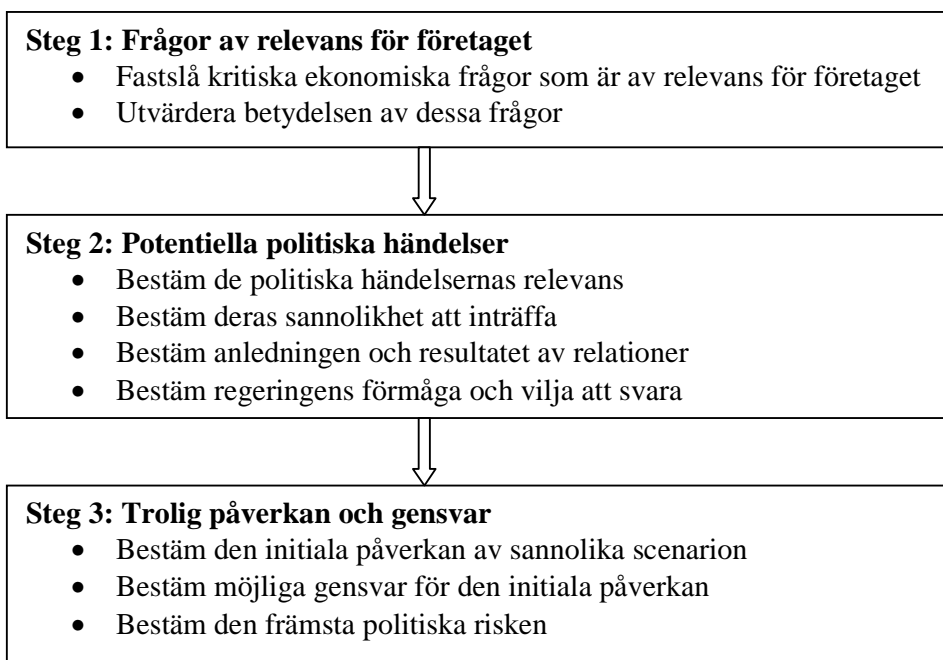 Steg 1: Frågor av relevans för företaget
• Fastslå kritiska ekonomiska frågor som är av relevans för företaget
• Utvärdera betydelsen av dessa frågor
Steg 2: Potentiella politiska händelser
• Bestäm de politiska händelsernas relevans
• Bestäm deras sannolikhet att inträffa
• Bestäm anledningen och resultatet av relationer
• Bestäm regeringens förmåga och vilja att svara
Steg 3: Trolig påverkan och gensvar
• Bestäm den initiala påverkan av sannolika scenarion
• Bestäm möjliga gensvar för den initiala påverkan
• Bestäm den främsta politiska risken